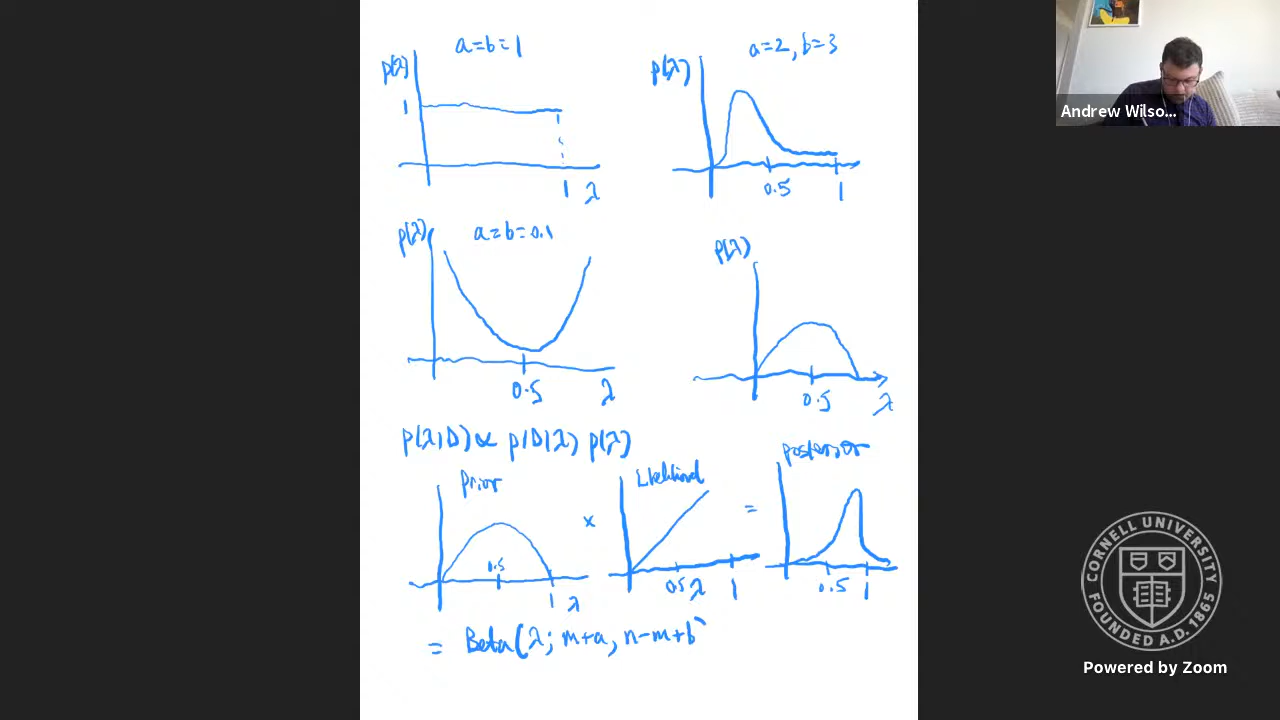 a=b=1
p(λ)
1
1 λ
a=2, b=3
p(λ)
0.5 1
a=b=0.1
p(λ)
0.5 λ
p(λ)
0.5 λ
p(λ|D) ∝ p(D|λ) p(λ)
Prior
0.5
1 λ
×
Likelihood
0.5 λ 1
=
posterior
0.5 1
= Beta(λ; m+a, n-m+b)
Andrew Wilso...
CORNELL UNIVERSITY
FOUNDED A.D. 1865
Powered by Zoom